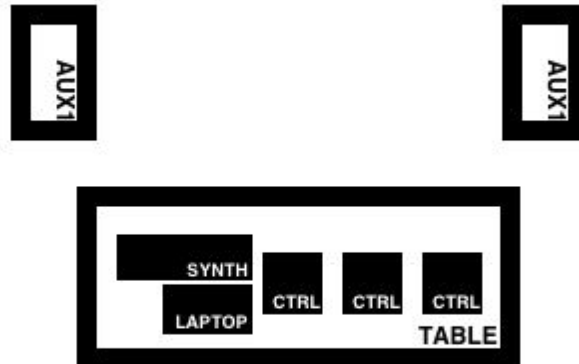 AUX1
AUX1
SYNTH
LAPTOP
CTRL
CTRL
CTRL
TABLE